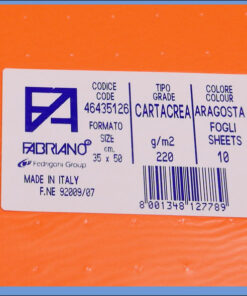 CODICE
CODE
46435126
TIPO
GRADE
CARTACREA
COLORE
COLOUR
ARAGOSTA
FORMATO
SIZE
cm.
35 x 50
g/m2
220
FOGLI
SHEETS
10
FABRIANO
Fedrigoni Group
MADE IN ITALY
F.NE 92009/07
8 001348 127789